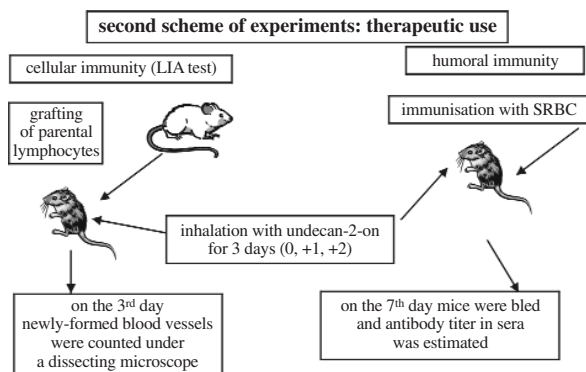 second scheme of experiments: therapeutic use
cellular immunity (LIA test)
humoral immunity
grafting
of parental
lymphocytes
immunisation with SRBC
inhalation with undecan-2-on
for 3 days (0, +1, +2)
on the 3rd day
newly-formed blood vessels
were counted under
a dissecting microscope
on the 7th day mice were bled
and antibody titer in sera
was estimated